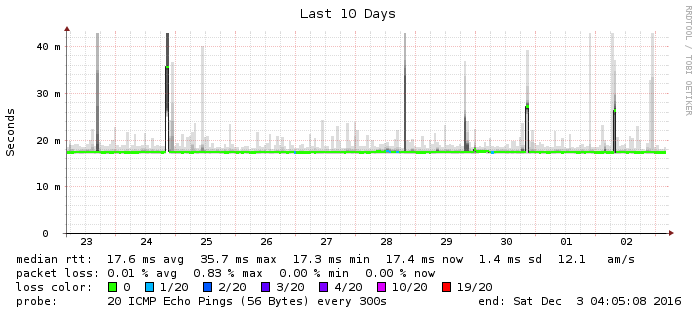 Last 10 Days
RRDTOOL / TOBI OETIKER
Seconds
40 m
30 m
20 m
10 m
0
23 24 25 26 27 28 29 30 01 02
median rtt: 17.6 ms avg 35.7 ms max 17.3 ms min 17.4 ms now 1.4 ms sd 12.1 am/s
packet loss: 0.01 % avg 0.83 % max 0.00 % min 0.00 % now
loss color: 0 1/20 2/20 3/20 4/20 10/20 19/20
probe: 20 ICMP Echo Pings (56 Bytes) every 300s end: Sat Dec 3 04:05:08 2016